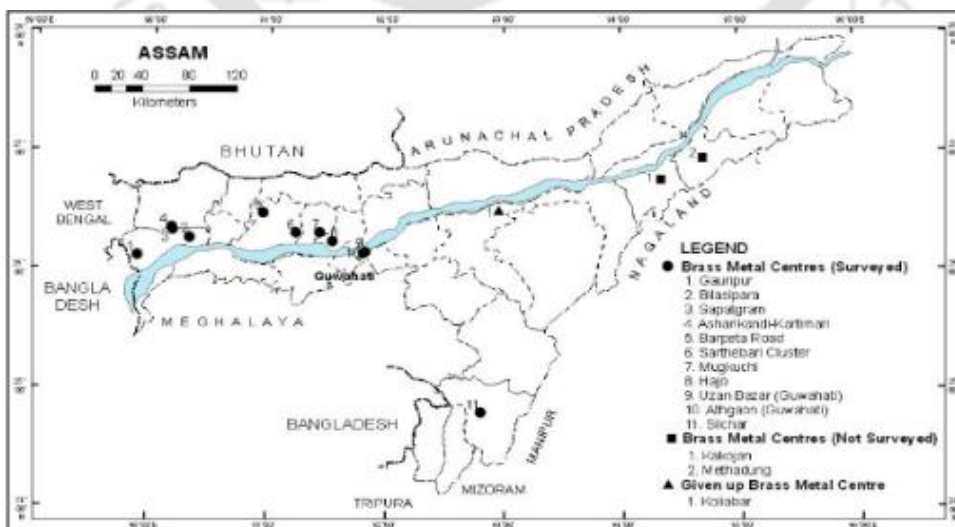 ASSAM
0 20 40 80 120
Kilometers
BHUTAN
ARUNACHAL PRADESH
WEST
BENGAL
NAGALAND
Guwahati
BANGLA
DESH
MEGHALAYA
BANGLADESH
11
MANIPUR
MIZORAM
TRIPURA
LEGEND
Brass Metal Centres (Surveyed)
1. Gauripur
2. Bilasipara
3. Sapatgram
4. Asharikandi-Kartimari
5. Barpeta Road
6. Sarthebari Cluster
7. Mugkuchi
8. Hajo
9. Uzan Bazar (Guwahati)
10. Athgaon (Guwahati)
11. Silchar
Brass Metal Centres (Not Surveyed)
1. Kakojan
2. Methadung
Given up Brass Metal Centre
1. Koliabar